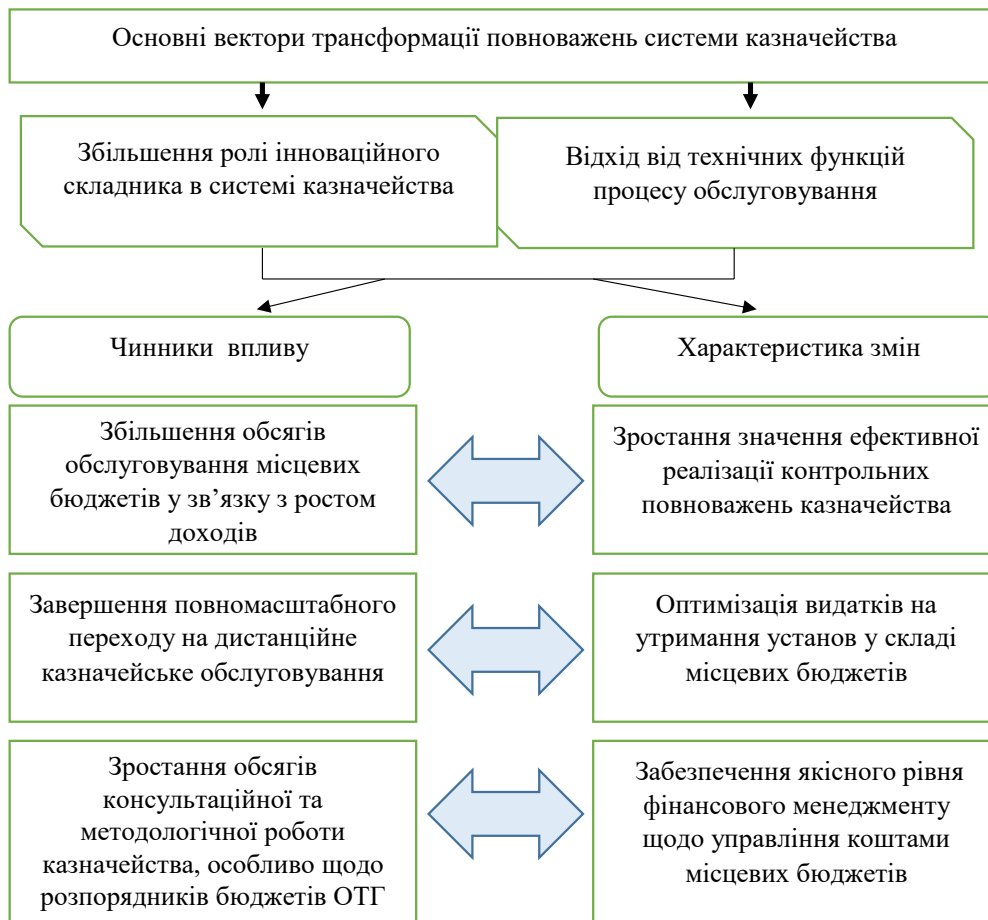 Основні вектори трансформації повноважень системи казначейства
Збільшення ролі інноваційного
складника в системі казначейства
Відхід від технічних функцій
процесу обслуговування
Чинники впливу
Характеристика змін
Збільшення обсягів
обслуговування місцевих
бюджетів у зв’язку з ростом
доходів
Зростання значення ефективної
реалізації контрольних
повноважень казначейства
Завершення повномасштабного
переходу на дистанційне
казначейське обслуговування
Оптимізація видатків на
утримання установ у складі
місцевих бюджетів
Зростання обсягів
консультаційної та
методологічної роботи
казначейства, особливо щодо
розпорядників бюджетів ОТГ
Забезпечення якісного рівня
фінансового менеджменту
щодо управління коштами
місцевих бюджетів